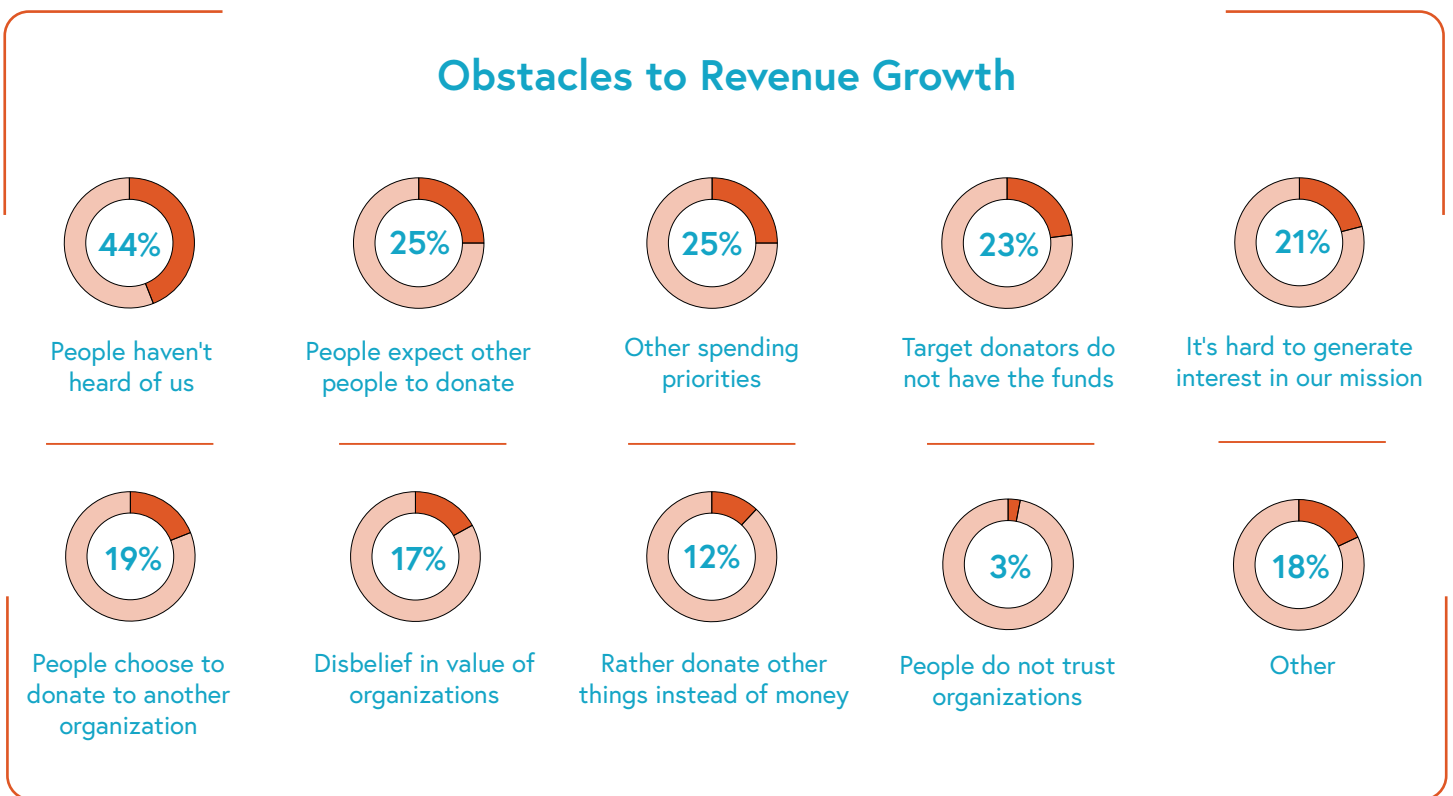 Obstacles to Revenue Growth
44%
People haven't
heard of us
25%
People expect other
people to donate
25%
Other spending
priorities
23%
Target donators do
not have the funds
21%
It's hard to generate
interest in our mission
19%
People choose to
donate to another
organization
17%
Disbelief in value of
organizations
12%
Rather donate other
things instead of money
3%
People do not trust
organizations
18%
Other